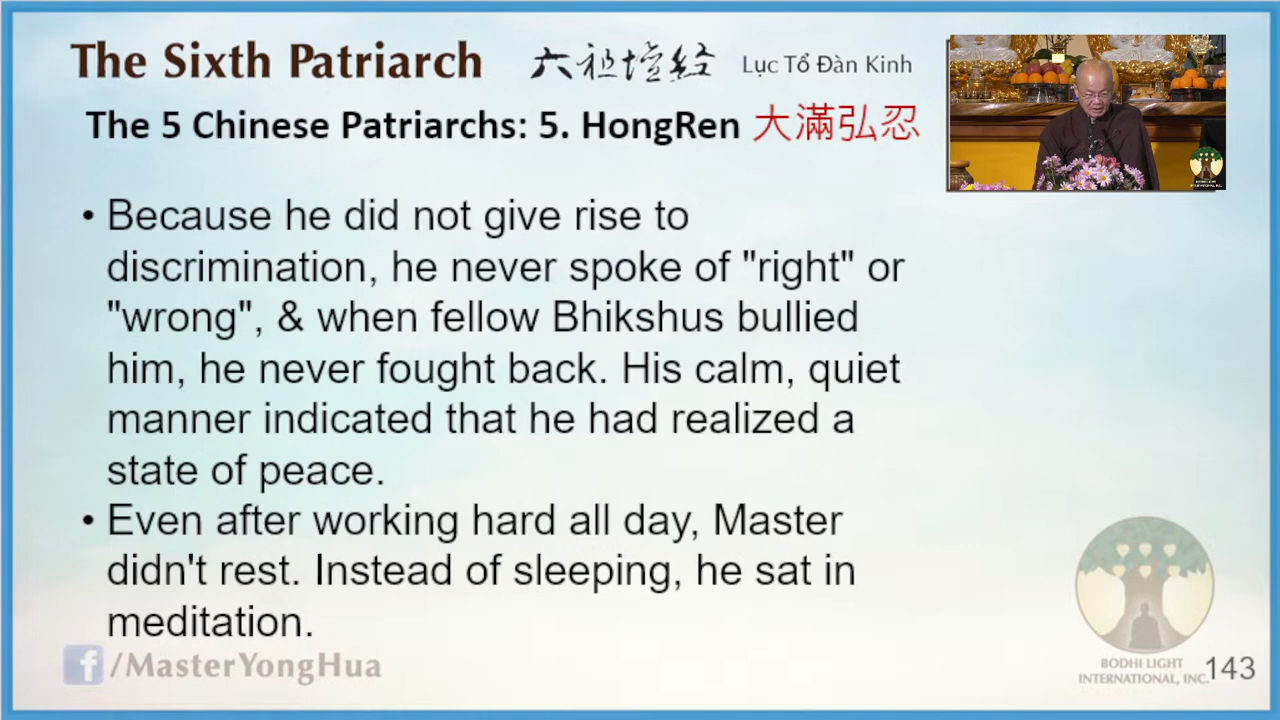 The Sixth Patriarch 六祖壇経 Lục Tổ Đàn Kinh
The 5 Chinese Patriarchs: 5. HongRen 大滿弘忍
• Because he did not give rise to
discrimination, he never spoke of "right" or
"wrong", & when fellow Bhikshus bullied
him, he never fought back. His calm, quiet
manner indicated that he had realized a
state of peace.
• Even after working hard all day, Master
didn't rest. Instead of sleeping, he sat in
meditation.
f/MasterYongHua
BODHI LIGHT
INTERNATIONAL, INC.
143